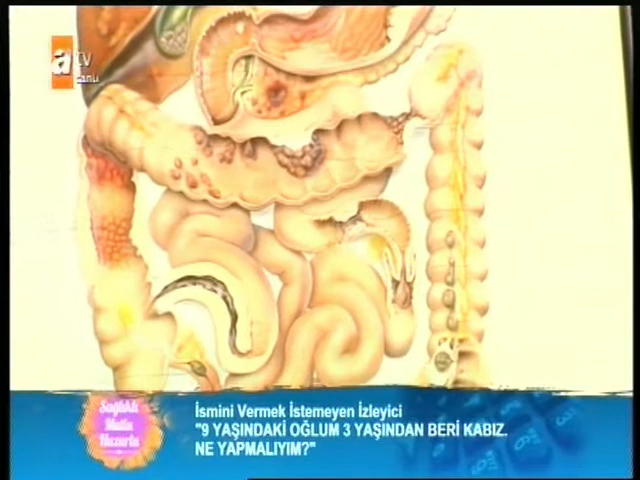 atv
canlı
Sağlıklı
Mutlu
Huzurlu
İsmini Vermek İstemeyen İzleyici
"9 YAŞINDAKİ OĞLUM 3 YAŞINDAN BERİ KABIZ.
NE YAPMALIYIM?"